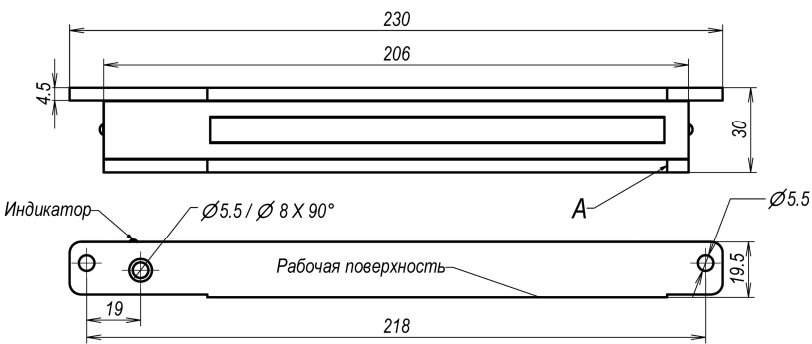 230
206
4.5
30
A
Индикатор
Ø5.5 / Ø 8 X 90°
Ø5.5
Рабочая поверхность
19.5
19
218